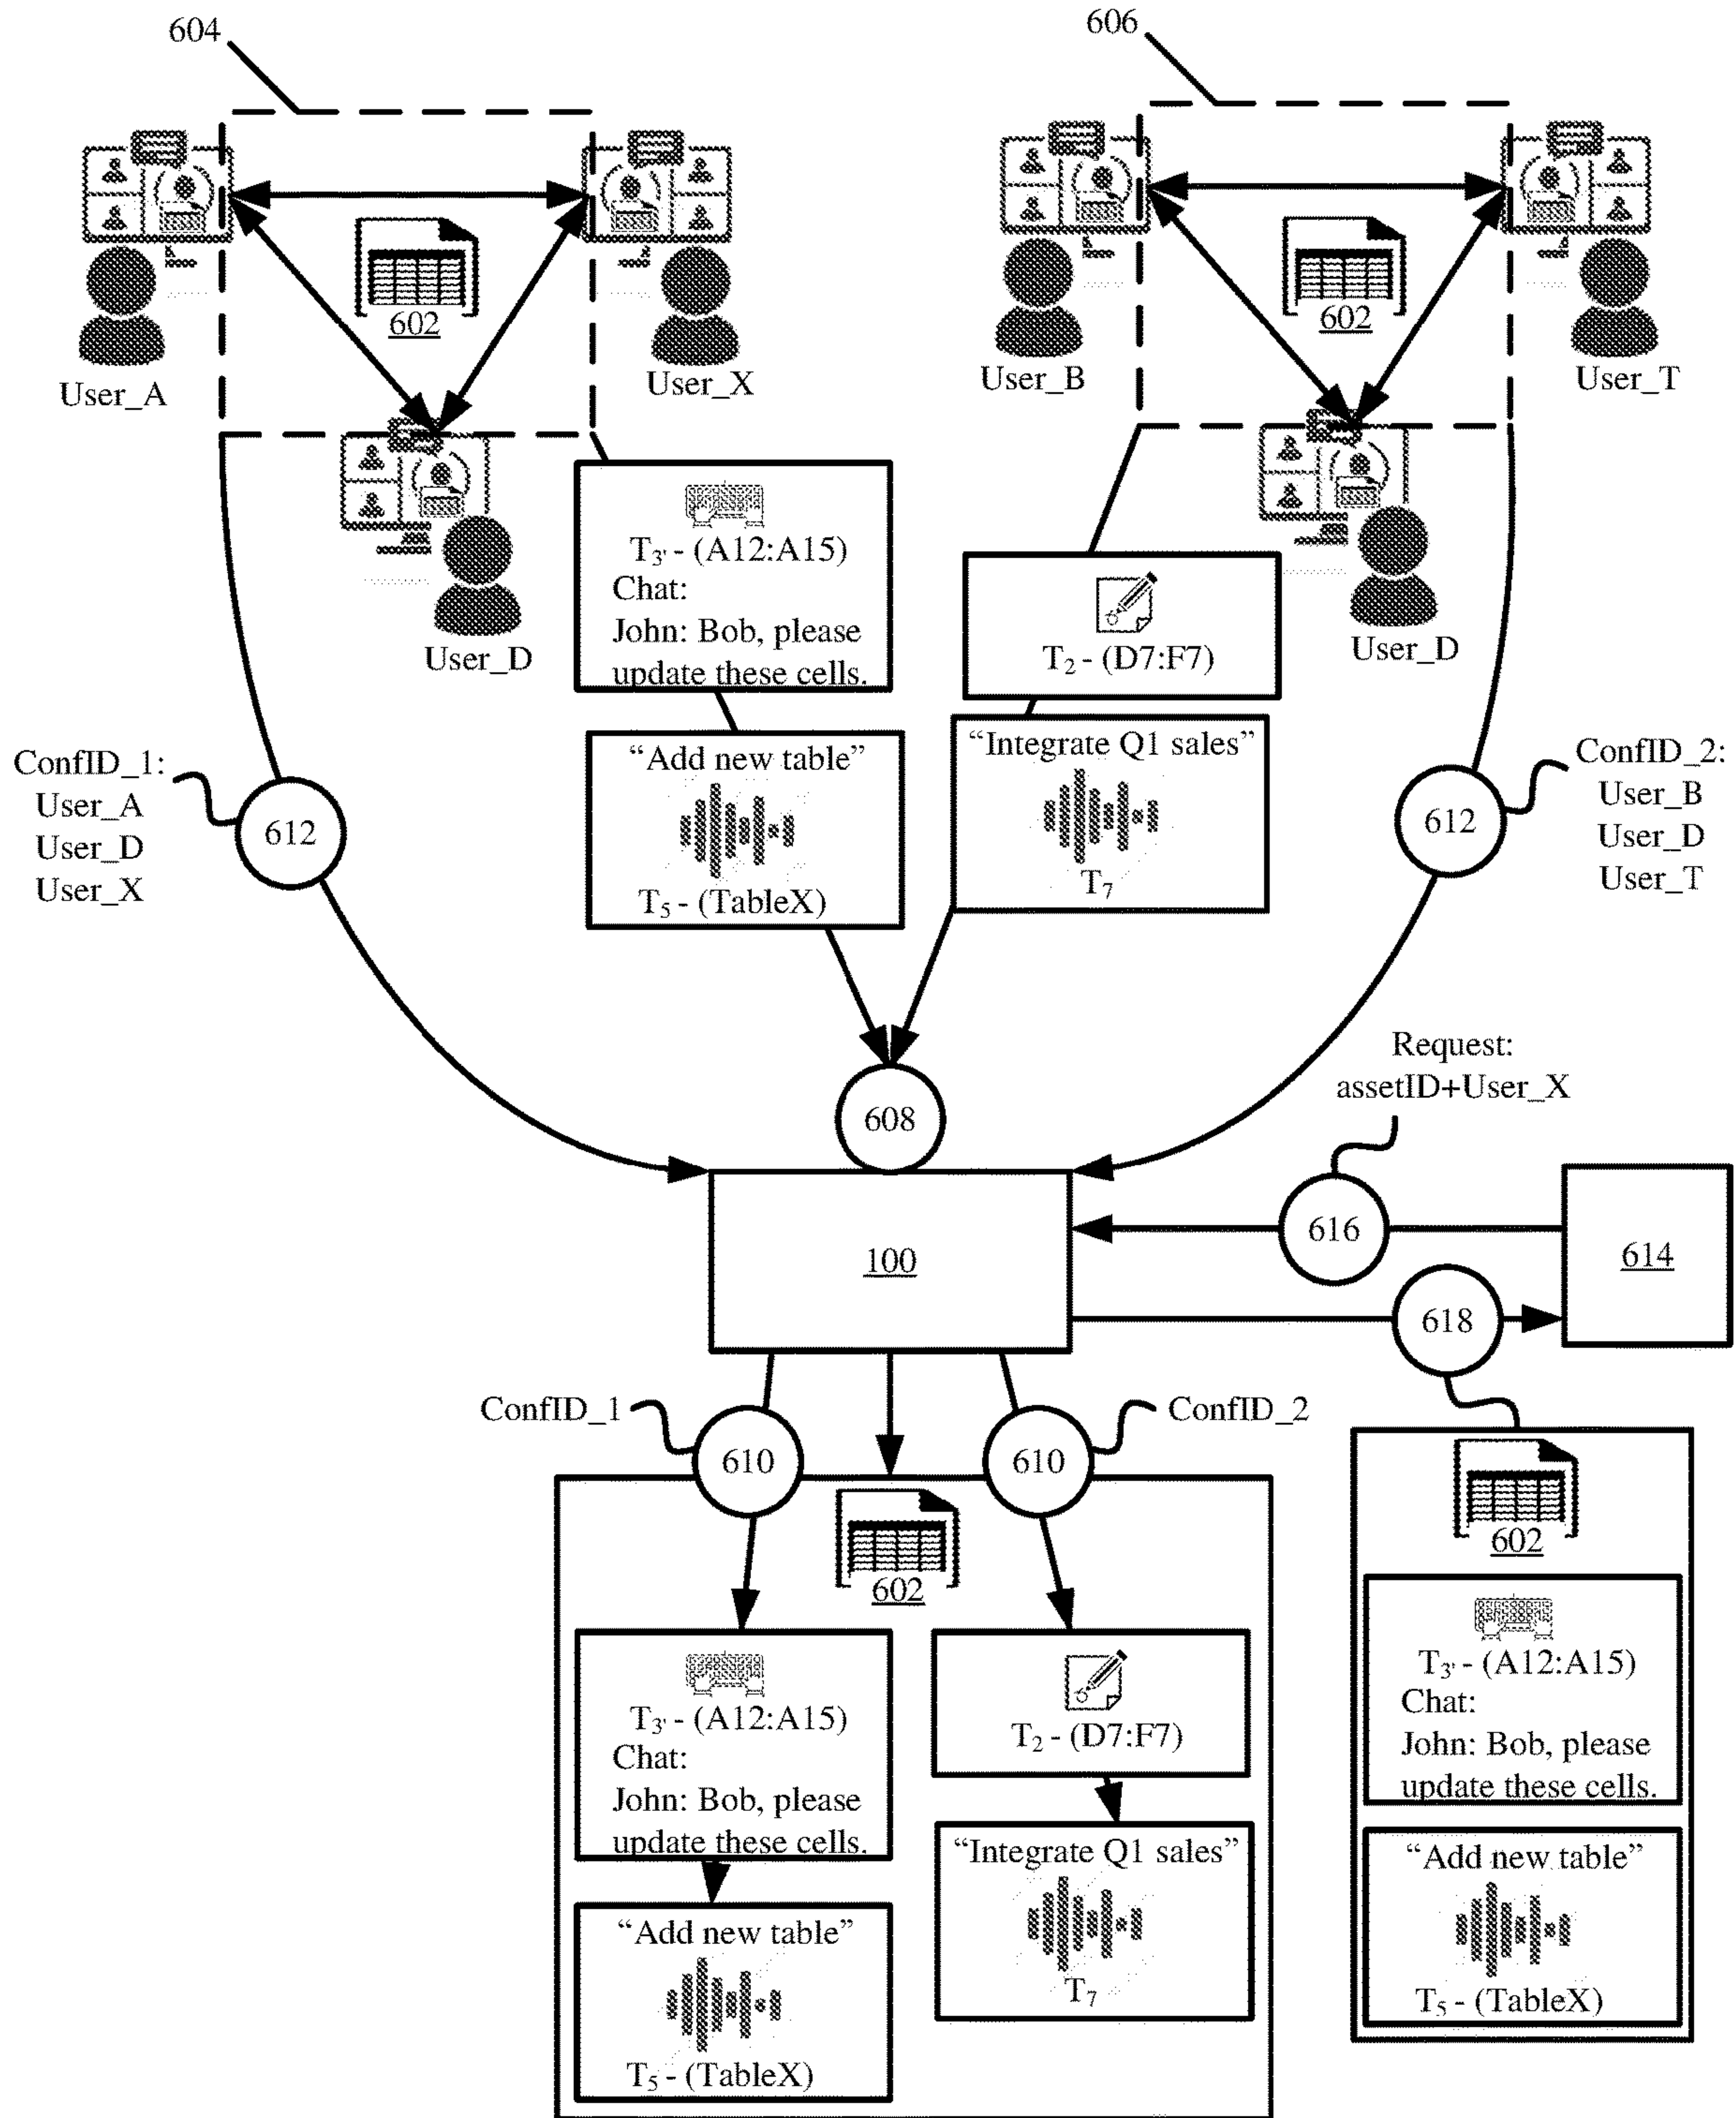 604
606
602
602
User_A
User_X
User_B
User_T
User_D
User_D
T3' - (A12:A15)
Chat:
John: Bob, please
update these cells.
T2 - (D7:F7)
"Add new table"
T5 - (TableX)
“Integrate Q1 sales”
T7
ConfID_1:
User_A
User_D
User_X
612
612
ConfID_2:
User_B
User_D
User_T
608
Request:
assetID+User_X
100
616
614
618
ConfID_1
610
610
ConfID_2
602
T3' - (A12:A15)
Chat:
John: Bob, please
update these cells.
“Add new table”
T5 - (TableX)
T2 - (D7:F7)
“Integrate Q1 sales”
T7
602
T3' - (A12:A15)
Chat:
John: Bob, please
update these cells.
“Add new table”
T5 - (TableX)